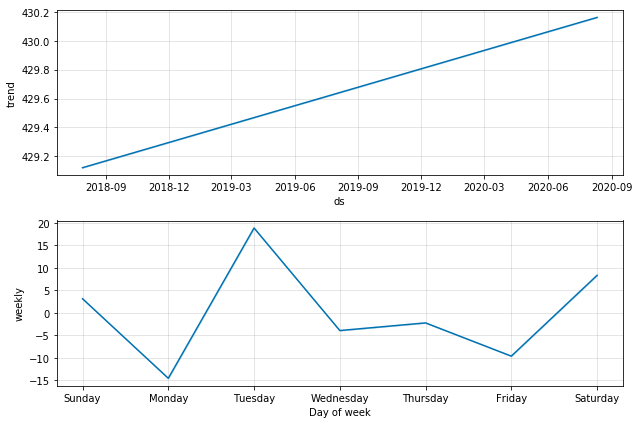 430.2
430.0
429.8
429.6
429.4
429.2
trend
2018-09 2018-12 2019-03 2019-06 2019-09 2019-12 2020-03 2020-06 2020-09
ds
20
15
10
5
0
−5
−10
−15
weekly
Sunday Monday Tuesday Wednesday Thursday Friday Saturday
Day of week